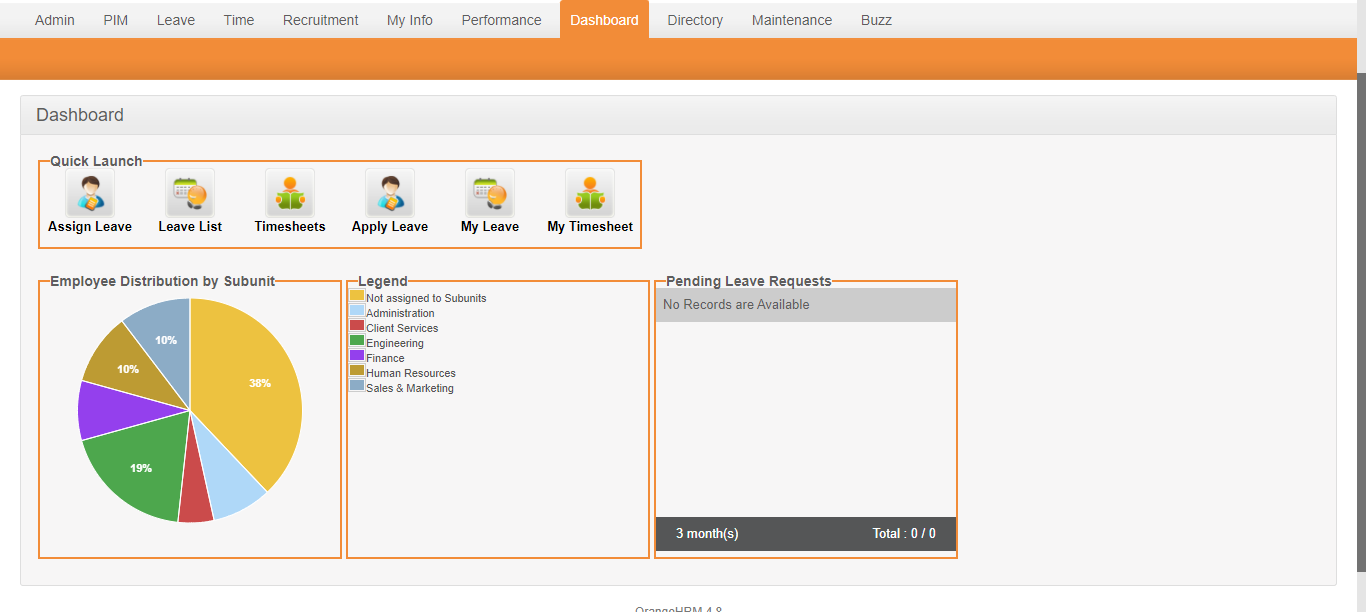 Admin PIM Leave Time Recruitment My Info Performance Dashboard Directory Maintenance Buzz
Dashboard
Quick Launch
Assign Leave Leave List Timesheets Apply Leave My Leave My Timesheet
Employee Distribution by Subunit
10%
10%
38%
19%
Legend
Not assigned to Subunits
Administration
Client Services
Engineering
Finance
Human Resources
Sales & Marketing
Pending Leave Requests
No Records are Available
3 month(s) Total : 0 / 0
OrangeHRM 4.8